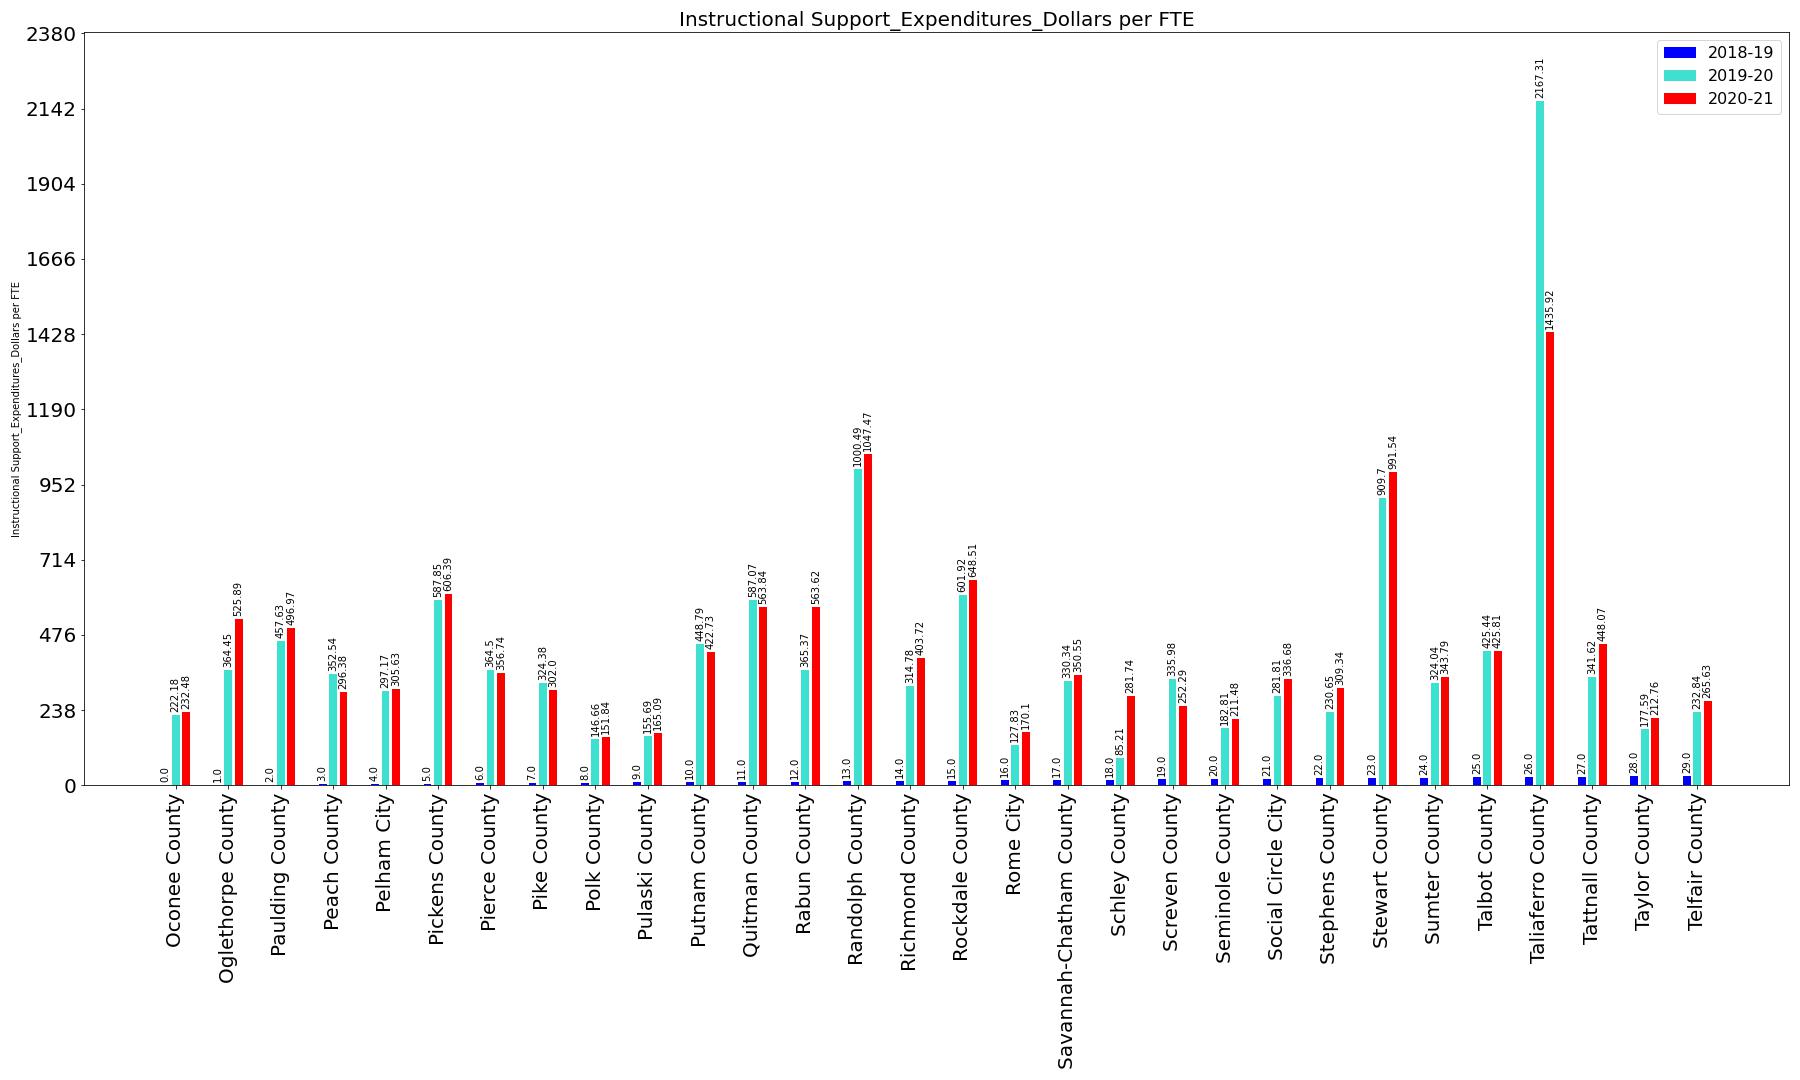 Instructional Support_Expenditures_Dollars per FTE
2018-19
2019-20
2020-21
Instructional Support_Expenditures_Dollars per FTE
2380
2142
1904
1666
1428
1190
952
714
476
238
0
0.0 222.18 232.48
1.0 364.45 525.89
2.0 457.63 496.97
3.0 352.54 296.38
4.0 297.17 305.63
5.0 587.85 606.39
6.0 364.5 356.74
7.0 324.38 302.0
8.0 146.66 151.84
9.0 155.69 165.09
10.0 448.79 422.73
11.0 587.07 563.84
12.0 365.37 563.62
13.0 1000.49 1047.47
14.0 314.78 403.72
15.0 601.92 648.51
16.0 127.83 170.1
17.0 330.34 350.55
18.0 85.21 281.74
19.0 335.98 252.29
20.0 182.81 211.48
21.0 281.81 336.68
22.0 230.65 309.34
23.0 909.7 991.54
24.0 324.04 343.79
25.0 425.44 425.81
26.0 2167.31 1435.92
27.0 341.62 448.07
28.0 177.59 212.76
29.0 232.84 265.63
Oconee County
Oglethorpe County
Paulding County
Peach County
Pelham City
Pickens County
Pierce County
Pike County
Polk County
Pulaski County
Putnam County
Quitman County
Rabun County
Randolph County
Richmond County
Rockdale County
Rome City
Savannah-Chatham County
Schley County
Screven County
Seminole County
Social Circle City
Stephens County
Stewart County
Sumter County
Talbot County
Taliaferro County
Tattnall County
Taylor County
Telfair County